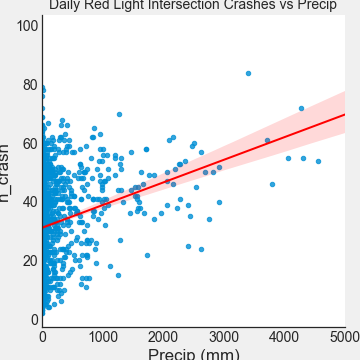 Daily Red Light Intersection Crashes vs Precip
100
80
60
40
20
0
n_crash
0 1000 2000 3000 4000 5000
Precip (mm)